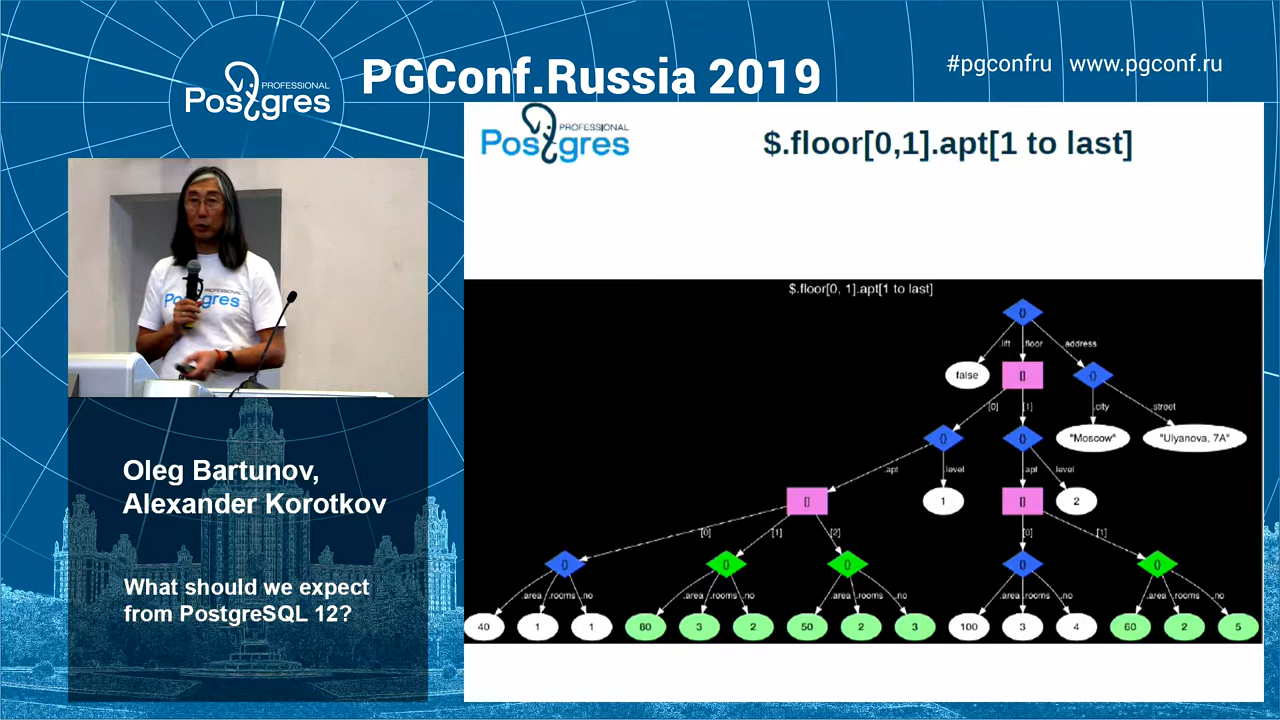 PROFESSIONAL
Postgres
PGConf.Russia 2019
#pgconfru www.pgconf.ru
PROFESSIONAL
Postgres
$.floor[0,1].apt[1 to last]
PROFESSIONAL
Postgres
Oleg Bartunov,
Alexander Korotkov
What should we expect
from PostgreSQL 12?
$.floor[0, 1].apt[1 to last]
{}
.lift .floor .address
false [] {}
[0] [1] .city .street
{} {} "Moscow" "Ulyanova, 7A"
.apt .level .apt .level
[] 1 [] 2
[0] [1] [2] [0] [1]
{} {} {} {} {}
.area .rooms .no .area .rooms .no .area .rooms .no .area .rooms .no .area .rooms .no
40 1 1 80 3 2 50 2 3 100 3 4 60 2 5